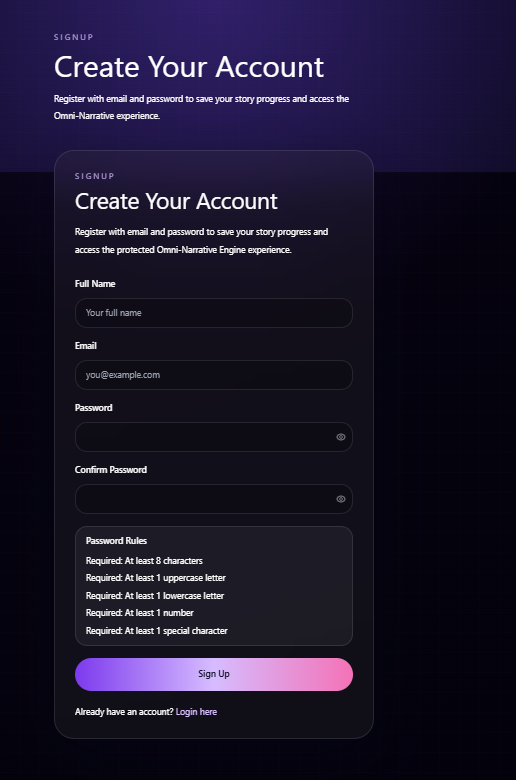 SIGNUP
Create Your Account
Register with email and password to save your story progress and access the
Omni-Narrative experience.
SIGNUP
Create Your Account
Register with email and password to save your story progress and
access the protected Omni-Narrative Engine experience.
Full Name
Your full name
Email
you@example.com
Password
Confirm Password
Password Rules
Required: At least 8 characters
Required: At least 1 uppercase letter
Required: At least 1 lowercase letter
Required: At least 1 number
Required: At least 1 special character
Sign Up
Already have an account? Login here